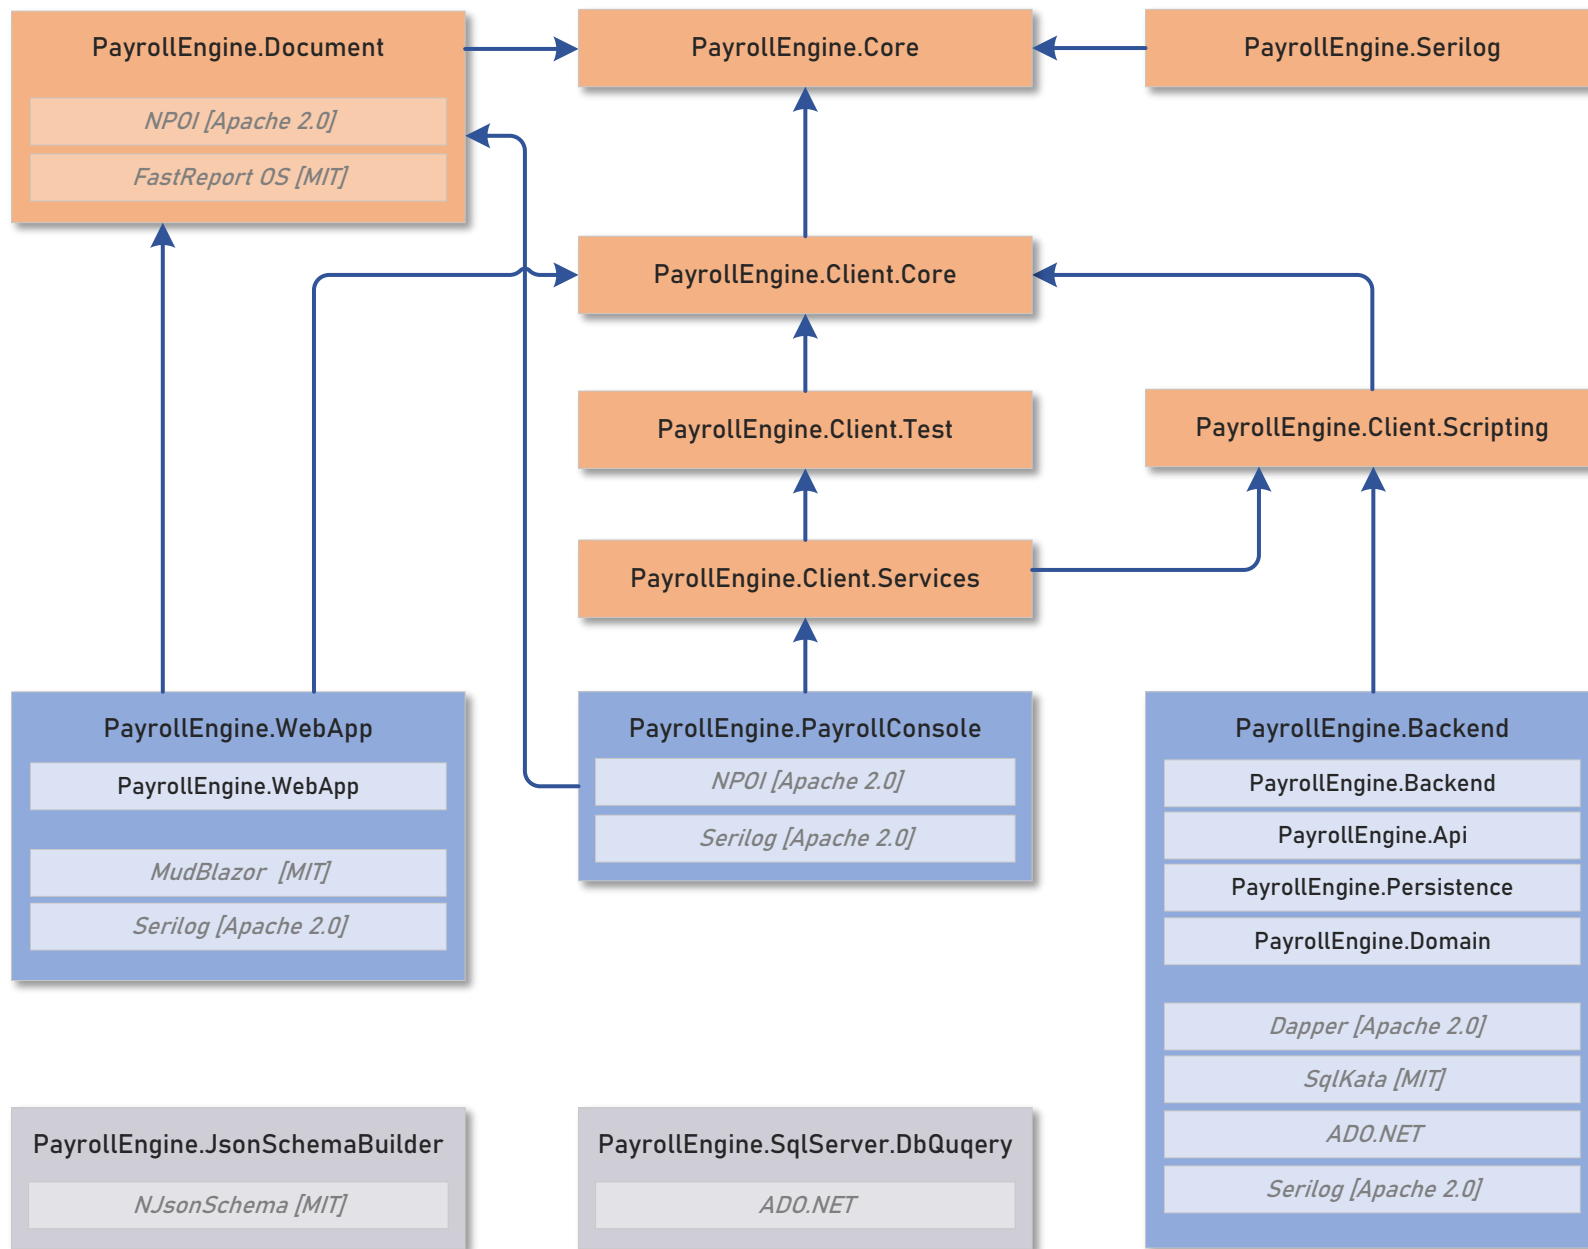 PayrollEngine.Document
NPOI [Apache 2.0]
FastReport OS [MIT]
PayrollEngine.Core
PayrollEngine.Serilog
PayrollEngine.Client.Core
PayrollEngine.Client.Test
PayrollEngine.Client.Scripting
PayrollEngine.Client.Services
PayrollEngine.WebApp
PayrollEngine.WebApp
MudBlazor [MIT]
Serilog [Apache 2.0]
PayrollEngine.PayrollConsole
NPOI [Apache 2.0]
Serilog [Apache 2.0]
PayrollEngine.Backend
PayrollEngine.Backend
PayrollEngine.Api
PayrollEngine.Persistence
PayrollEngine.Domain
Dapper [Apache 2.0]
SqlKata [MIT]
ADO.NET
Serilog [Apache 2.0]
PayrollEngine.JsonSchemaBuilder
NJsonSchema [MIT]
PayrollEngine.SqlServer.DbQuqery
ADO.NET